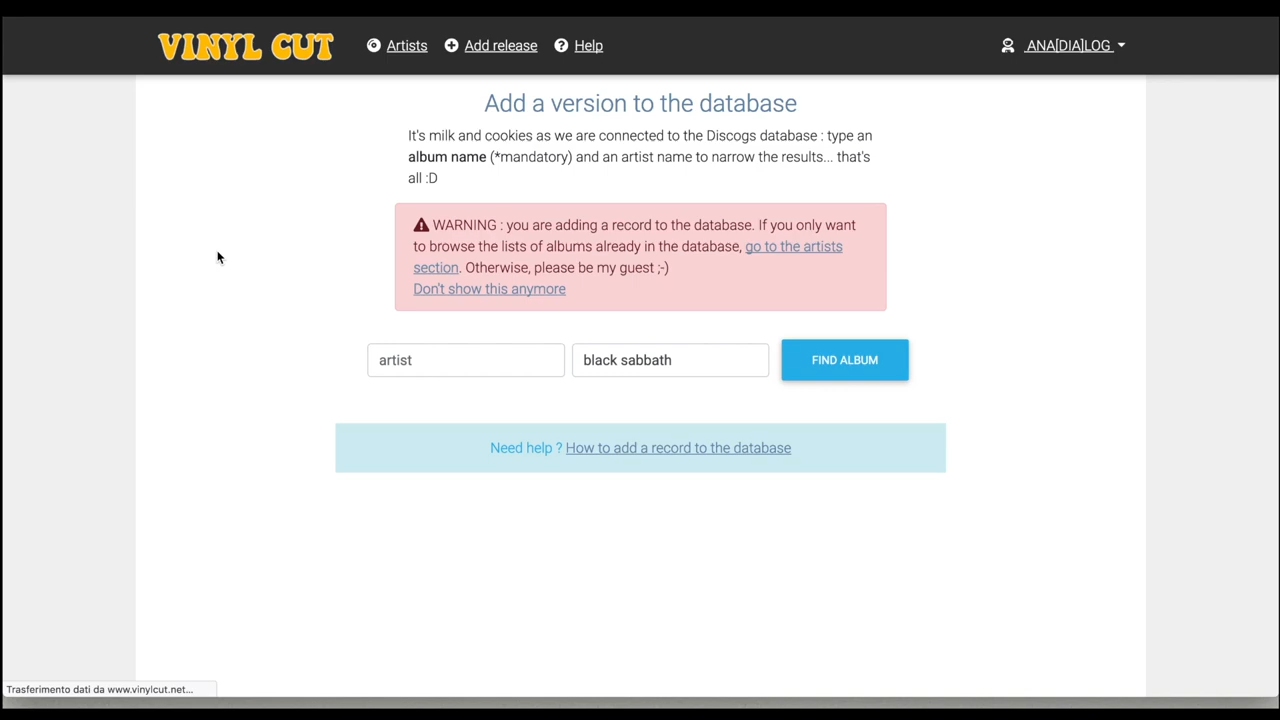 VINYL CUT Artists Add release Help ANA[DIA]LOG
Add a version to the database
It's milk and cookies as we are connected to the Discogs database : type an
album name (*mandatory) and an artist name to narrow the results... that's
all :D
WARNING : you are adding a record to the database. If you only want
to browse the lists of albums already in the database, go to the artists
section. Otherwise, please be my guest ;-)
Don't show this anymore
artist black sabbath FIND ALBUM
Need help ? How to add a record to the database
Trasferimento dati da www.vinylcut.net...